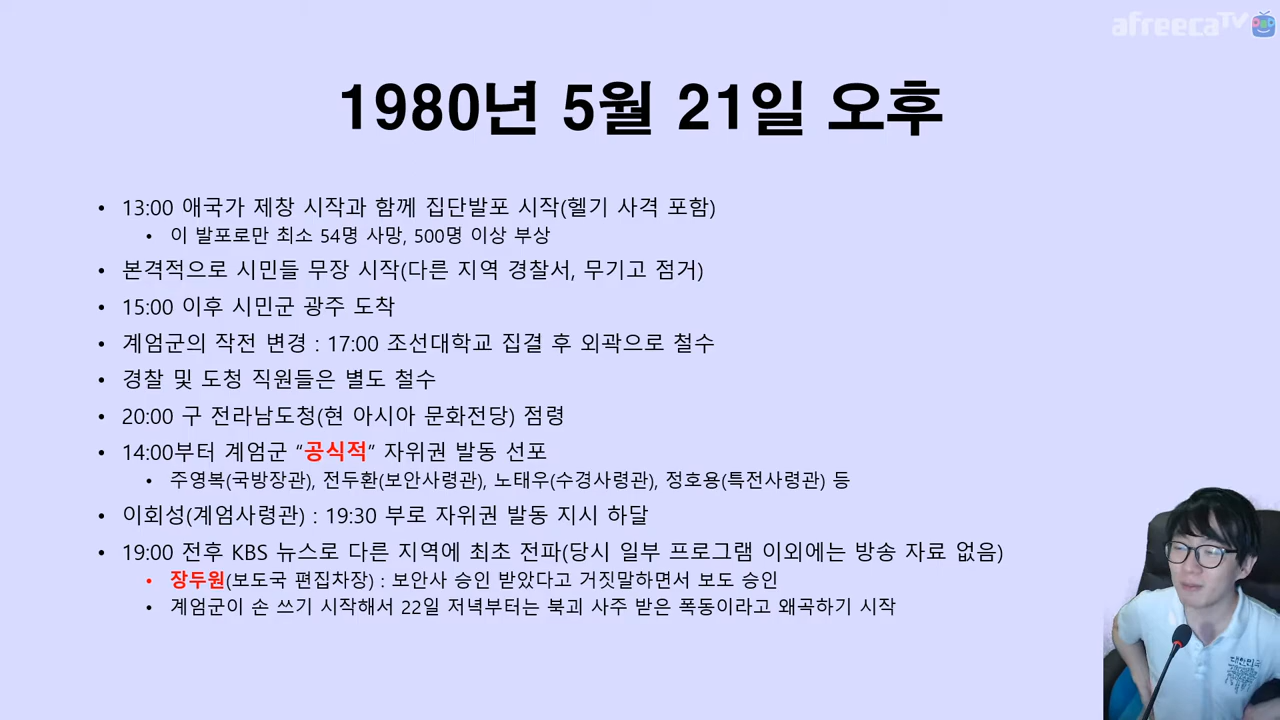 afreecaTV
1980년 5월 21일 오후
• 13:00 애국가 제창 시작과 함께 집단발포 시작(헬기 사격 포함)
• 이 발포로만 최소 54명 사망, 500명 이상 부상
• 본격적으로 시민들 무장 시작(다른 지역 경찰서, 무기고 점거)
• 15:00 이후 시민군 광주 도착
• 계엄군의 작전 변경 : 17:00 조선대학교 집결 후 외곽으로 철수
• 경찰 및 도청 직원들은 별도 철수
• 20:00 구 전라남도청(현 아시아 문화전당) 점령
• 14:00부터 계엄군 “공식적” 자위권 발동 선포
• 주영복(국방장관), 전두환(보안사령관), 노태우(수경사령관), 정호용(특전사령관) 등
• 이회성(계엄사령관) : 19:30 부로 자위권 발동 지시 하달
• 19:00 전후 KBS 뉴스로 다른 지역에 최초 전파(당시 일부 프로그램 이외에는 방송 자료 없음)
• 장두원(보도국 편집차장) : 보안사 승인 받았다고 거짓말하면서 보도 승인
• 계엄군이 손 쓰기 시작해서 22일 저녁부터는 북괴 사주 받은 폭동이라고 왜곡하기 시작
대한민국